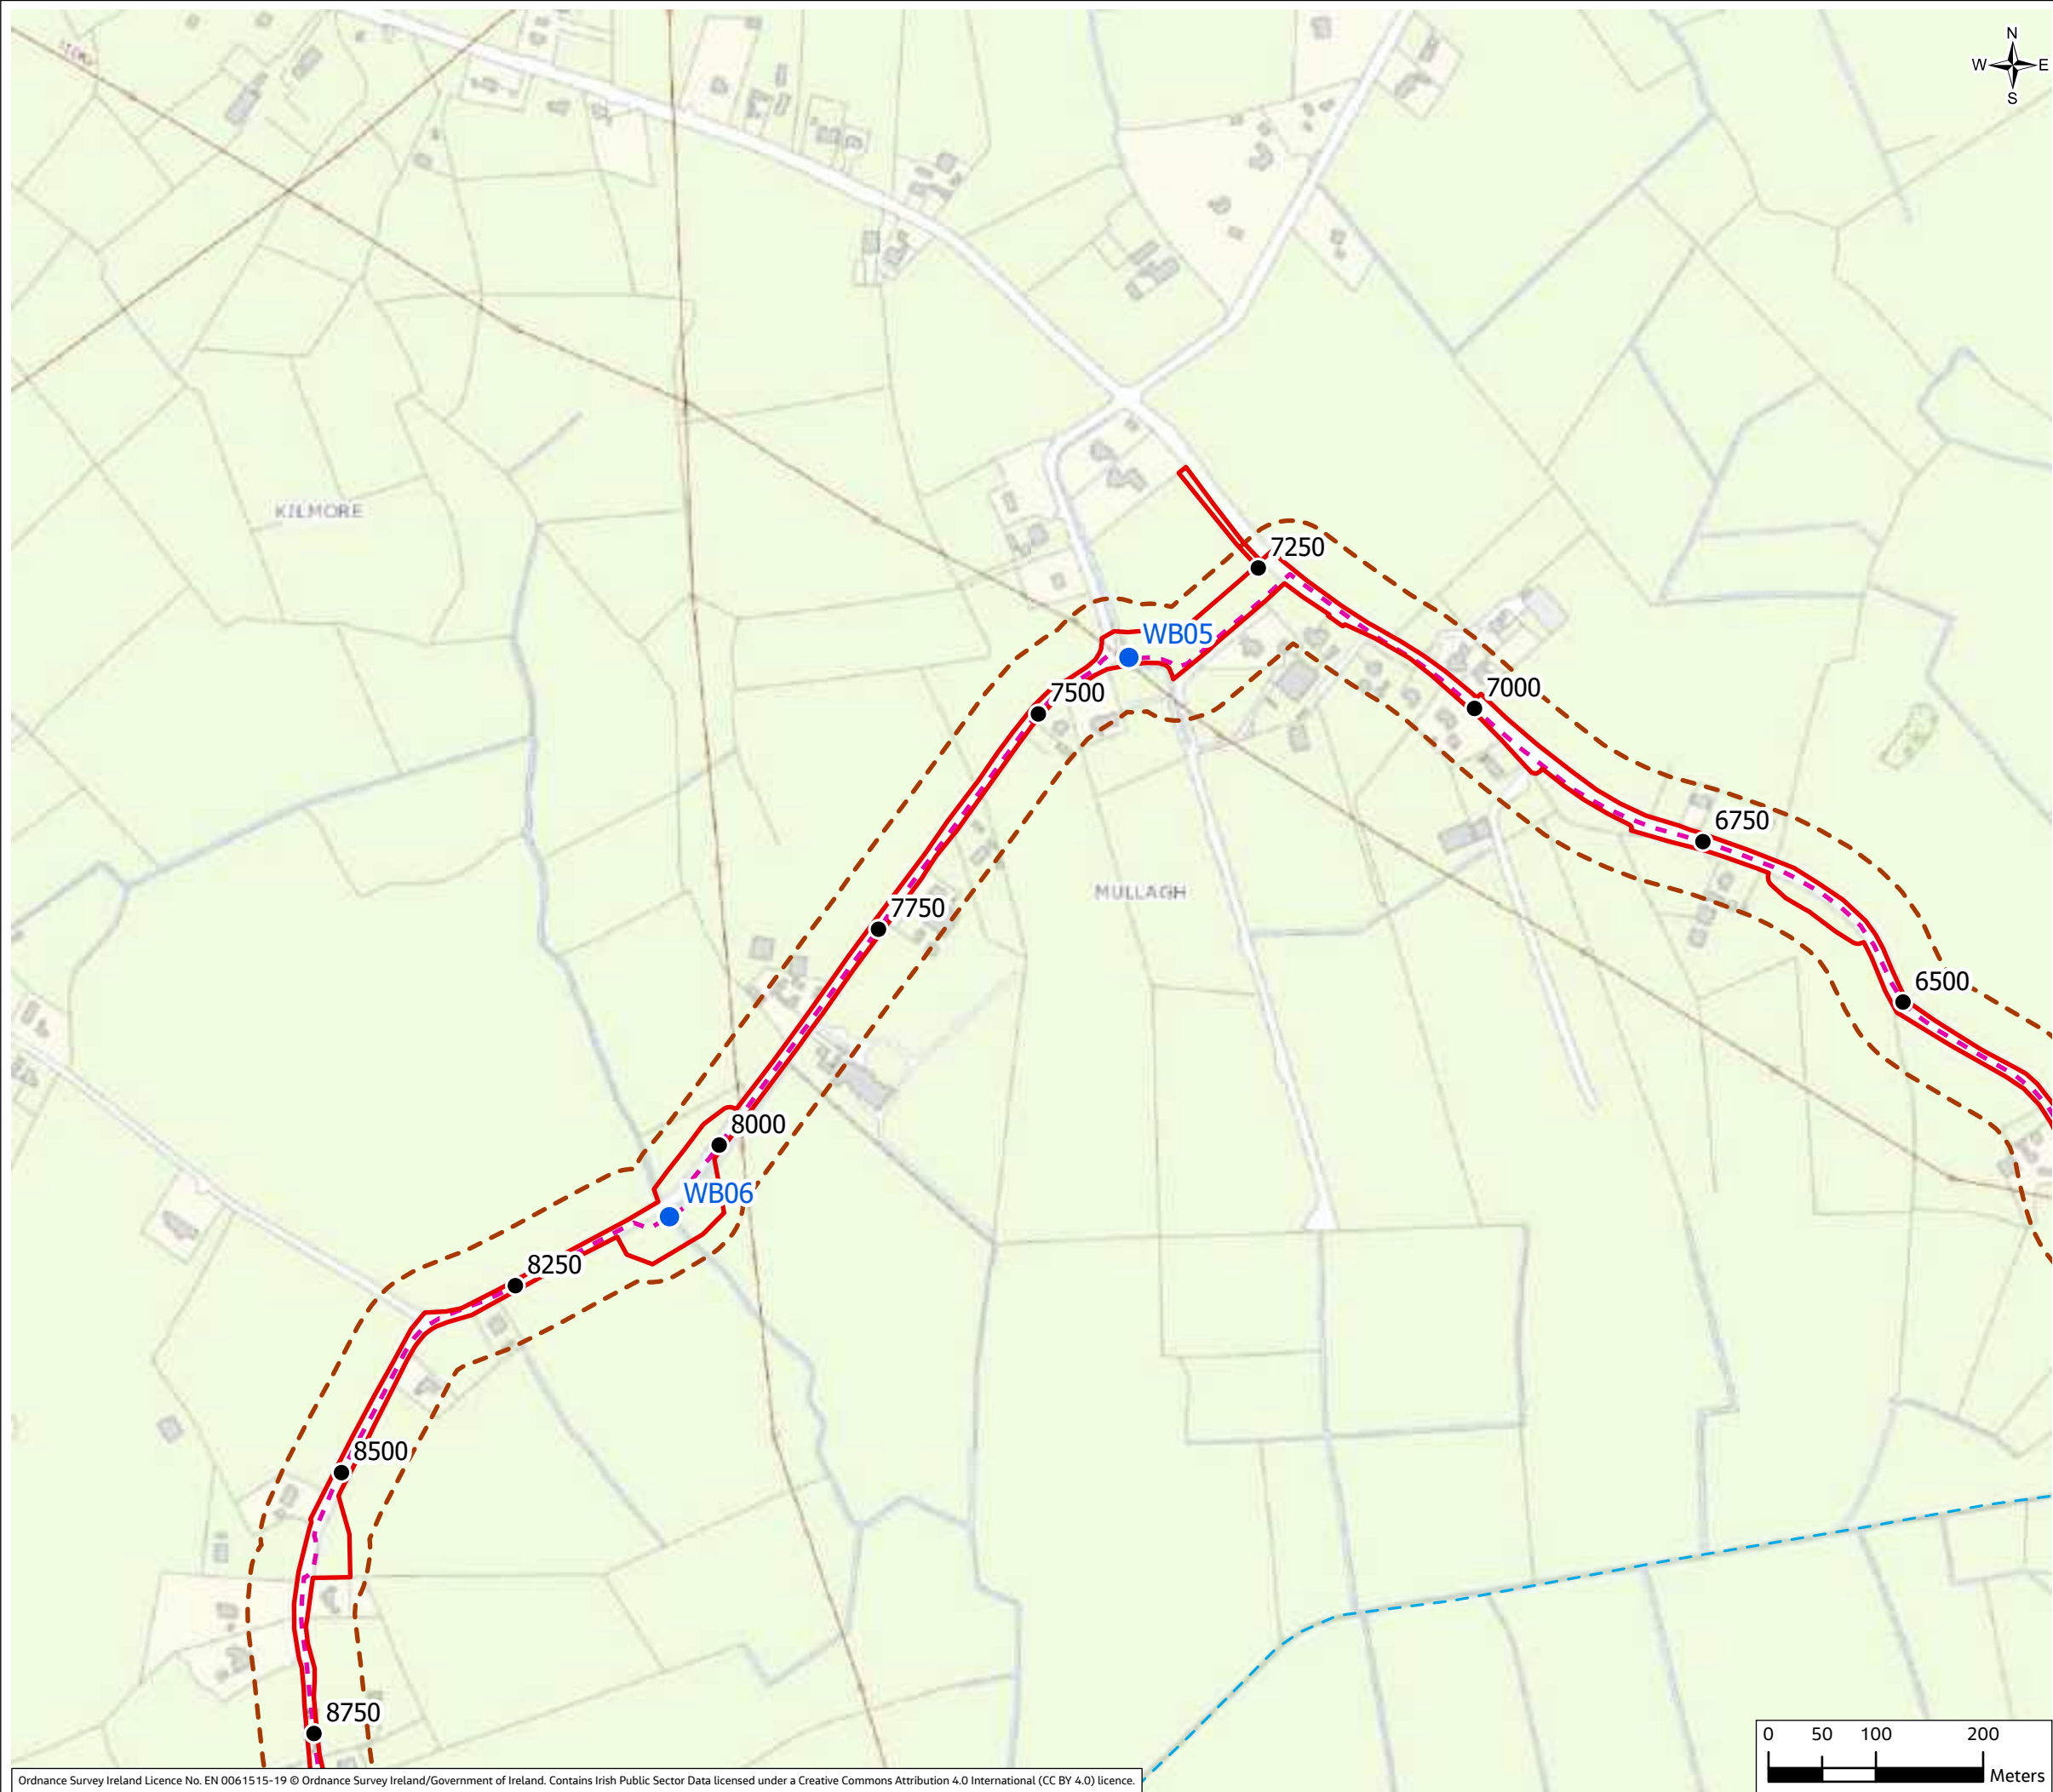 N
W E
S
KILMORE
7250
WB05
7500
7000
6750
MULLAGH
7750
6500
8000
WB06
8250
8500
8750
0 50 100 200
Meters
Ordnance Survey Ireland Licence No. EN 0061515-19 © Ordnance Survey Ireland/Government of Ireland. Contains Irish Public Sector Data licensed under a Creative Commons Attribution 4.0 International (CC BY 4.0) licence.